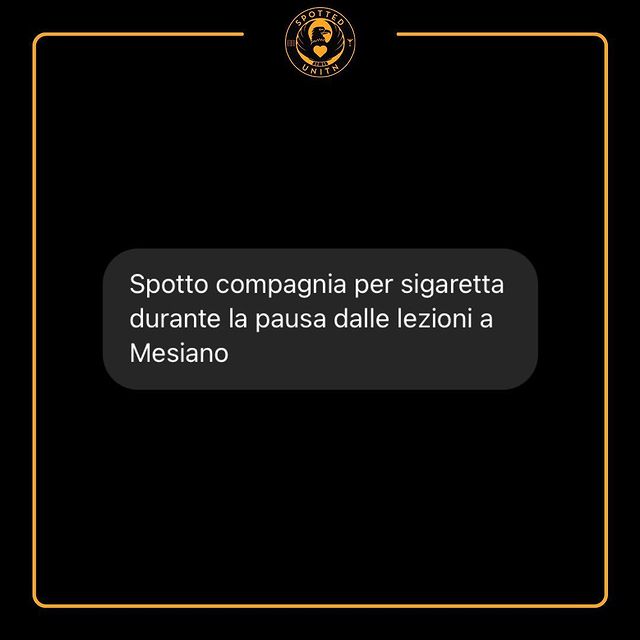 SPOTTED
UNITN
Spotto compagnia per sigaretta
durante la pausa dalle lezioni a
Mesiano